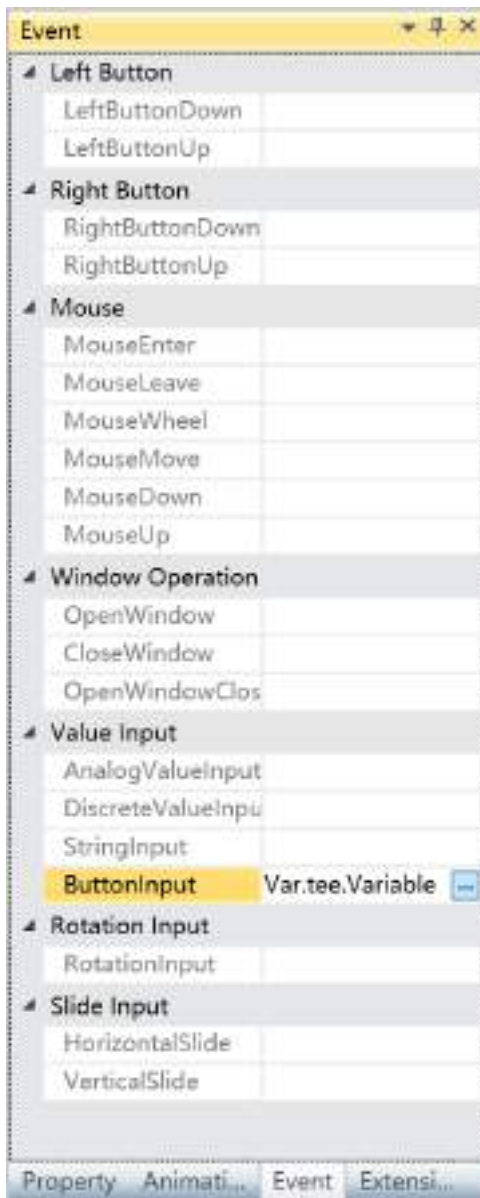 Event
Left Button
LeftButtonDown
LeftButtonUp
Right Button
RightButtonDown
RightButtonUp
Mouse
MouseEnter
MouseLeave
MouseWheel
MouseMove
MouseDown
MouseUp
Window Operation
OpenWindow
CloseWindow
OpenWindowClos
Value Input
AnalogValueInput
DiscreteValueInpu
StringInput
ButtonInput Var.tee.Variable
Rotation Input
RotationInput
Slide Input
HorizontalSlide
VerticalSlide
Property Animati... Event Extensi...